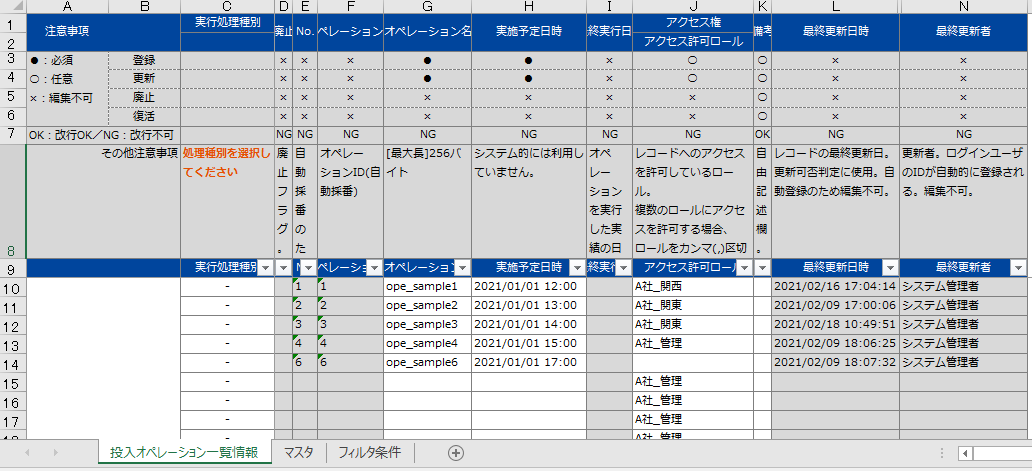 A B C D E F G H I J K L N
1 注意事項 実行処理種別 廃止 No. ペレーション オペレーション名 実施予定日時 終実行日 アクセス権 備考 最終更新日時 最終更新者
2 アクセス許可ロール
3 ●：必須 登録 × × × ● ● × ○ ○ × ×
4 ○：任意 更新 × × × ● ● × ○ ○ × ×
5 ×：編集不可 廃止 × × × × × × × ○ × ×
6 復活 × × × × × × × ○ × ×
7 OK：改行OK／NG：改行不可 NG NG NG NG NG NG NG OK NG NG
8 その他注意事項
処理種別を選択し
てください
廃
止
フ
ラ
グ
。
自
動
採
番
の
た
オペレー
ションID(自
動採番)
[最大長]256バ
イト
システム的には利用し
ていません。
オペ
レー
ション
を実行
した実
績の日
レコードへのアクセス
を許可しているロー
ル。
複数のロールにアクセ
スを許可する場合、
ロールをカンマ(,)区切
自
由
記
述
欄
。
レコードの最終更新日。
更新可否判定に使用。自
動登録のため編集不可。
更新者。ログインユーザ
のIDが自動的に登録され
る。編集不可。
9 実行処理種別 ペレーション オペレーション 実施予定日時 終実行 アクセス許可ロール 最終更新日時 最終更新者
10 - 1 1 ope_sample1 2021/01/01 12:00 A社_関西 2021/02/16 17:04:14 システム管理者
11 - 2 2 ope_sample2 2021/01/01 13:00 A社_関東 2021/02/09 17:00:06 システム管理者
12 - 3 3 ope_sample3 2021/01/01 14:00 A社_関東 2021/02/18 10:49:51 システム管理者
13 - 4 4 ope_sample4 2021/01/01 15:00 A社_管理 2021/02/09 18:06:25 システム管理者
14 - 6 6 ope_sample6 2021/01/01 17:00 2021/02/09 18:07:32 システム管理者
15 - A社_管理
16 - A社_管理
17 - A社_管理
- A社_管理
投入オペレーション一覧情報 マスタ フィルタ条件